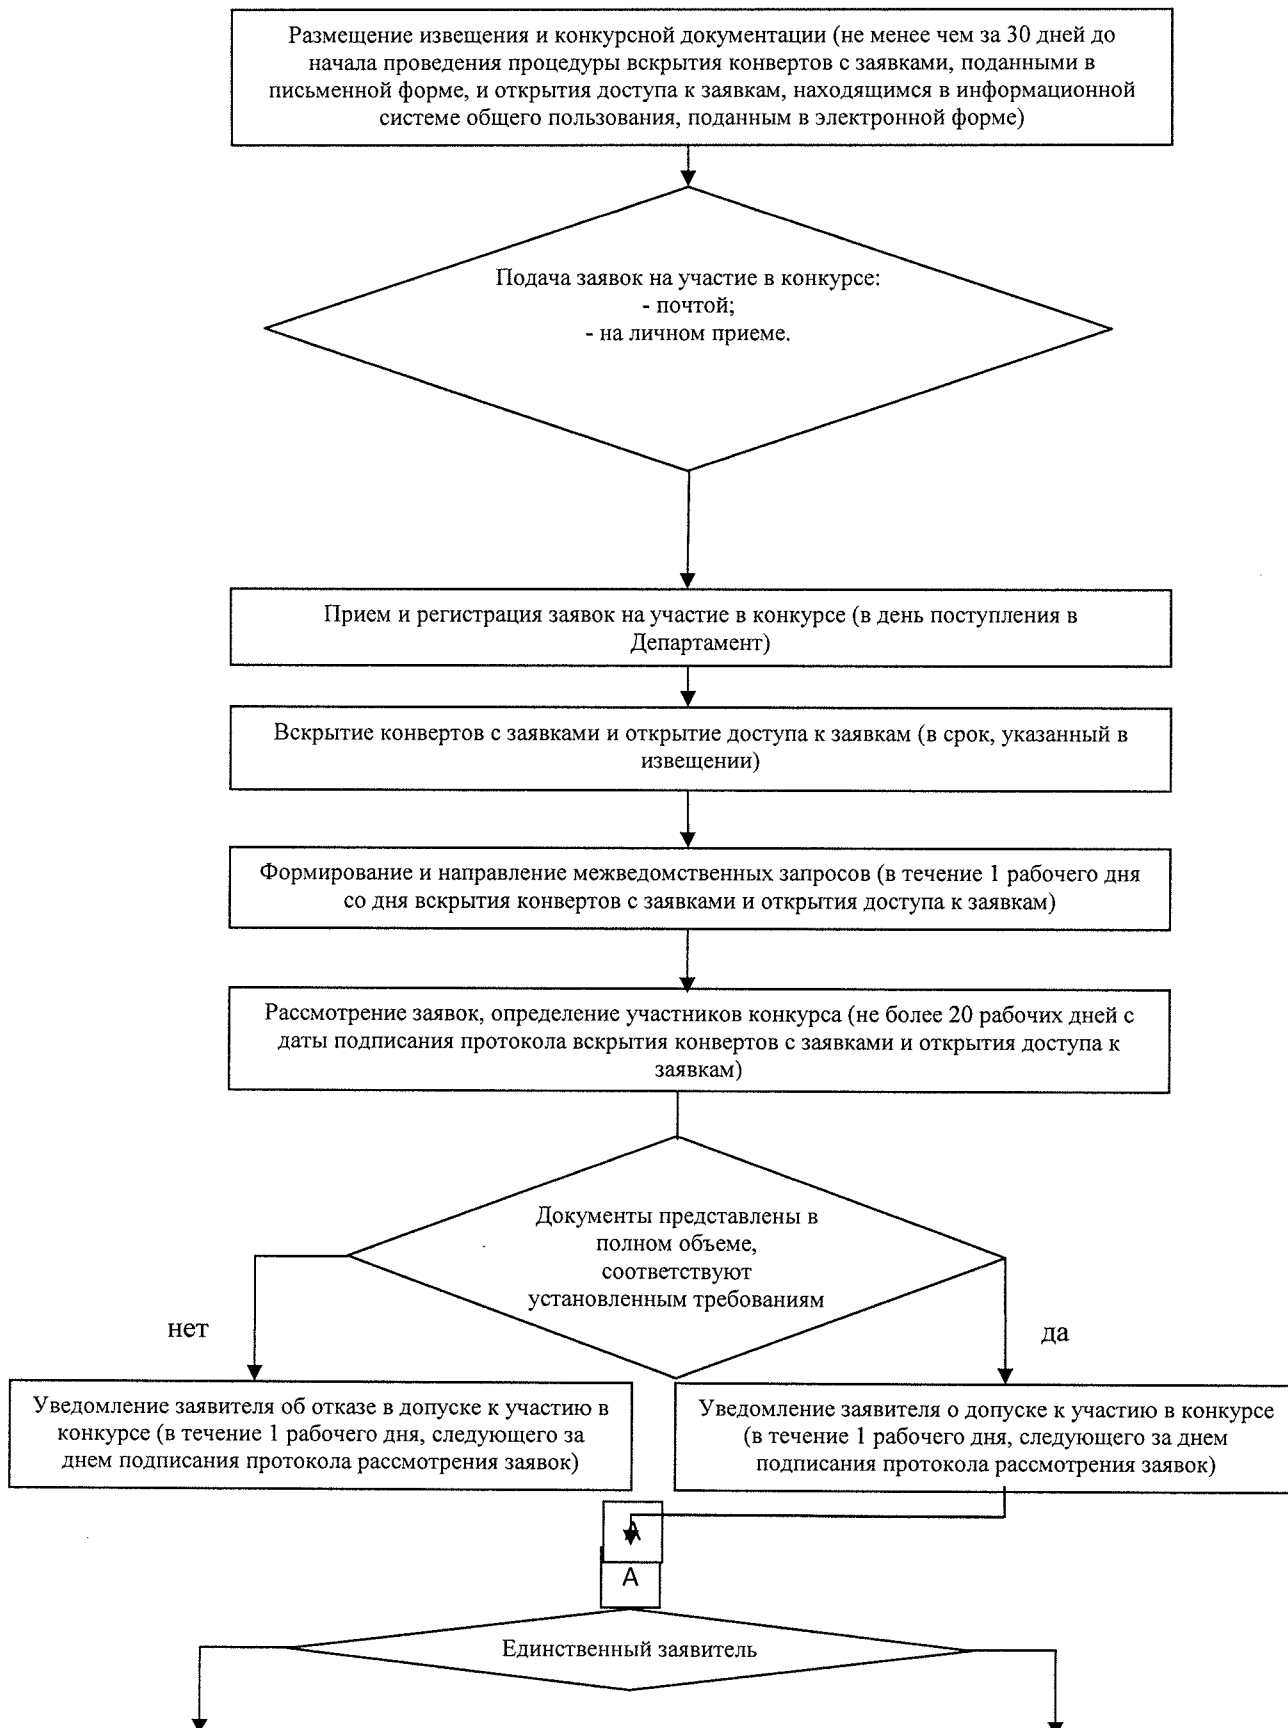 Размещение извещения и конкурсной документации (не менее чем за 30 дней до
начала проведения процедуры вскрытия конвертов с заявками, поданными в
письменной форме, и открытия доступа к заявкам, находящимся в информационной
системе общего пользования, поданным в электронной форме)
Подача заявок на участие в конкурсе:
- почтой;
- на личном приеме.
Прием и регистрация заявок на участие в конкурсе (в день поступления в
Департамент)
Вскрытие конвертов с заявками и открытие доступа к заявкам (в срок, указанный в
извещении)
Формирование и направление межведомственных запросов (в течение 1 рабочего дня
со дня вскрытия конвертов с заявками и открытия доступа к заявкам)
Рассмотрение заявок, определение участников конкурса (не более 20 рабочих дней с
даты подписания протокола вскрытия конвертов с заявками и открытия доступа к
заявкам)
Документы представлены в
полном объеме,
соответствуют
установленным требованиям
нет
да
Уведомление заявителя об отказе в допуске к участию в
конкурсе (в течение 1 рабочего дня, следующего за
днем подписания протокола рассмотрения заявок)
Уведомление заявителя о допуске к участию в конкурсе
(в течение 1 рабочего дня, следующего за днем
подписания протокола рассмотрения заявок)
А
А
Единственный заявитель